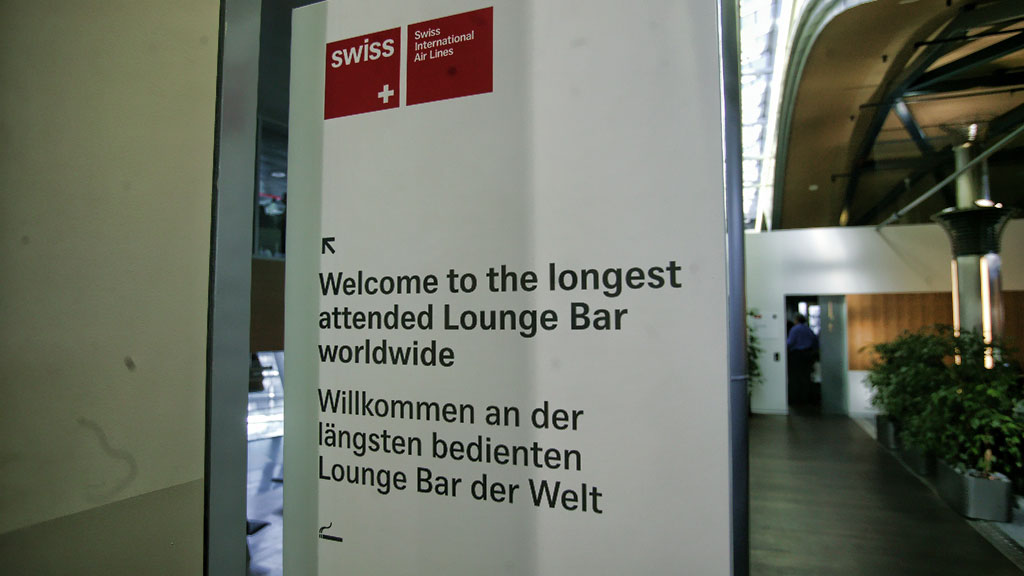 swiss
Swiss
International
Air Lines
Welcome to the longest
attended Lounge Bar
worldwide
Willkommen an der
längsten bedienten
Lounge Bar der Welt